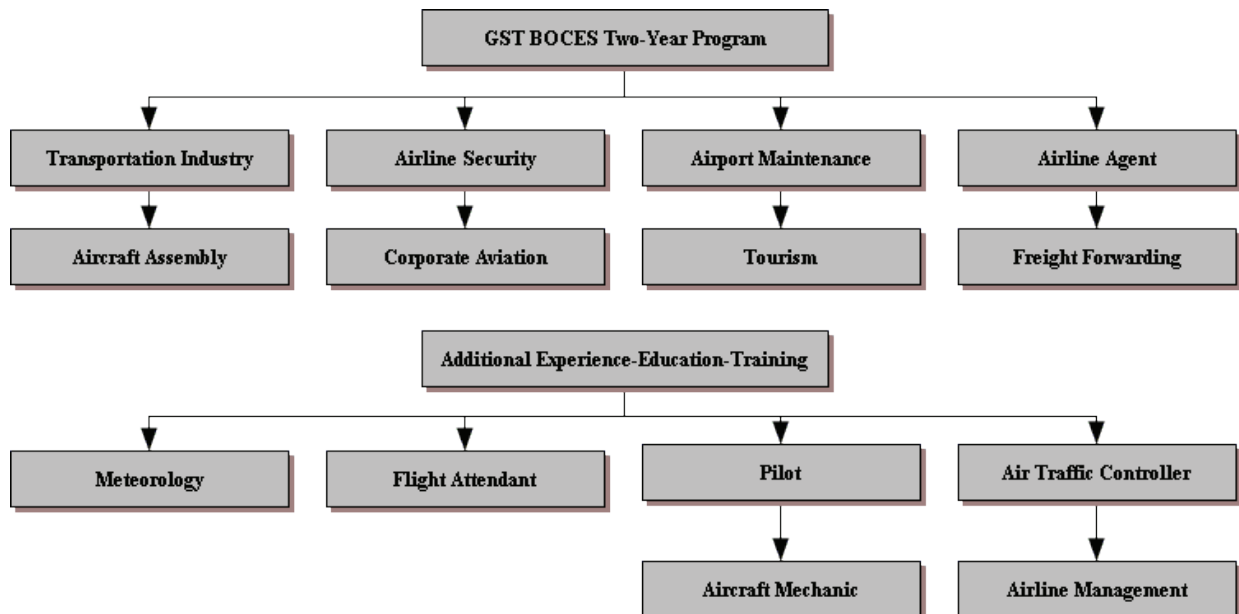 GST BOCES Two-Year Program
Transportation Industry
Airline Security
Airport Maintenance
Airline Agent
Aircraft Assembly
Corporate Aviation
Tourism
Freight Forwarding
Additional Experience-Education-Training
Meteorology
Flight Attendant
Pilot
Air Traffic Controller
Aircraft Mechanic
Airline Management